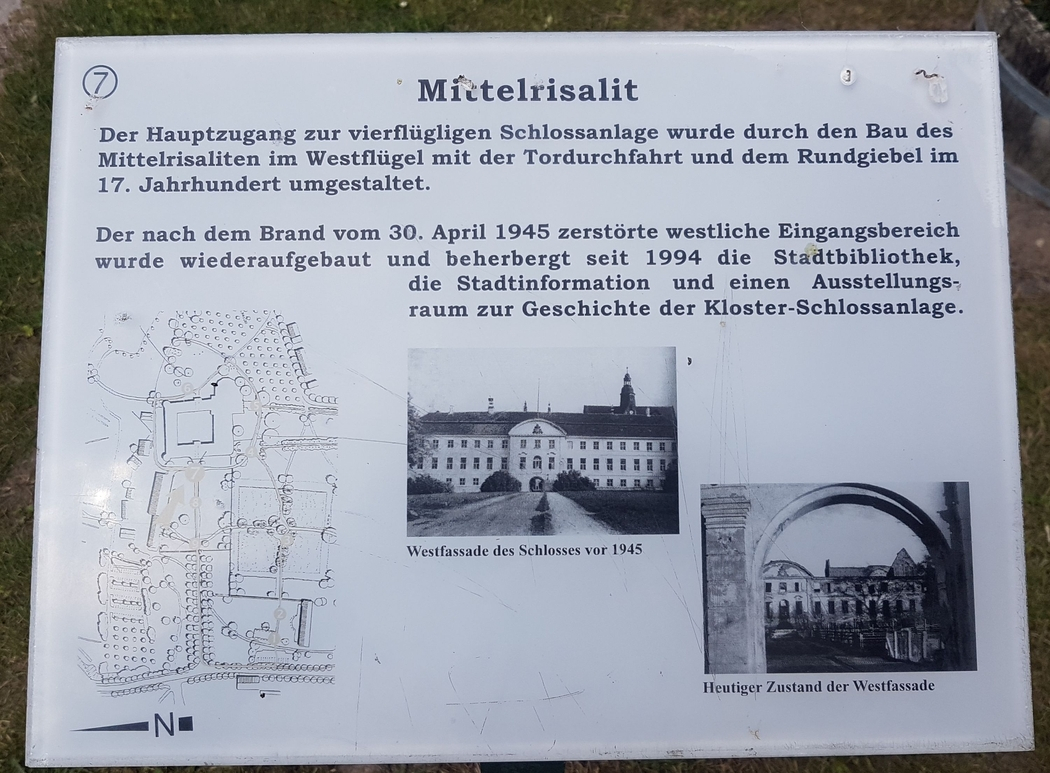 7
Mittelrisalit
Der Hauptzugang zur vierflügligen Schlossanlage wurde durch den Bau des
Mittelrisaliten im Westflügel mit der Tordurchfahrt und dem Rundgiebel im
17. Jahrhundert umgestaltet.
Der nach dem Brand vom 30. April 1945 zerstörte westliche Eingangsbereich
wurde wiederaufgebaut und beherbergt seit 1994 die Stadtbibliothek,
die Stadtinformation und einen Ausstellungs-
raum zur Geschichte der Kloster-Schlossanlage.
Westfassade des Schlosses vor 1945
Heutiger Zustand der Westfassade
N